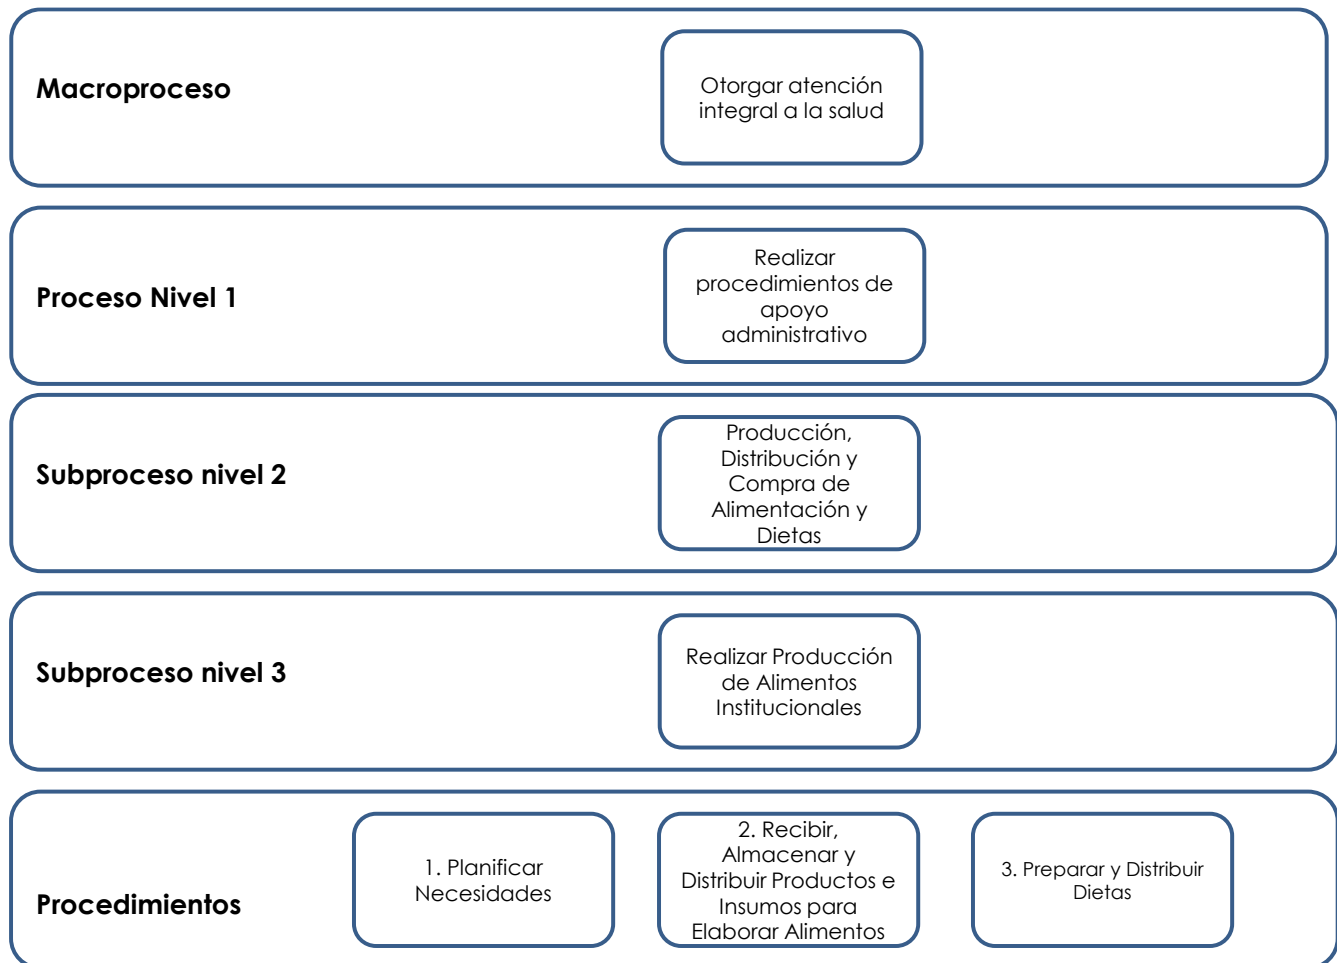 Macroproceso
Otorgar atención
integral a la salud
Proceso Nivel 1
Realizar
procedimientos de
apoyo
administrativo
Subproceso nivel 2
Producción,
Distribución y
Compra de
Alimentación y
Dietas
Subproceso nivel 3
Realizar Producción
de Alimentos
Institucionales
Procedimientos
1. Planificar
Necesidades
2. Recibir,
Almacenar y
Distribuir Productos e
Insumos para
Elaborar Alimentos
3. Preparar y Distribuir
Dietas